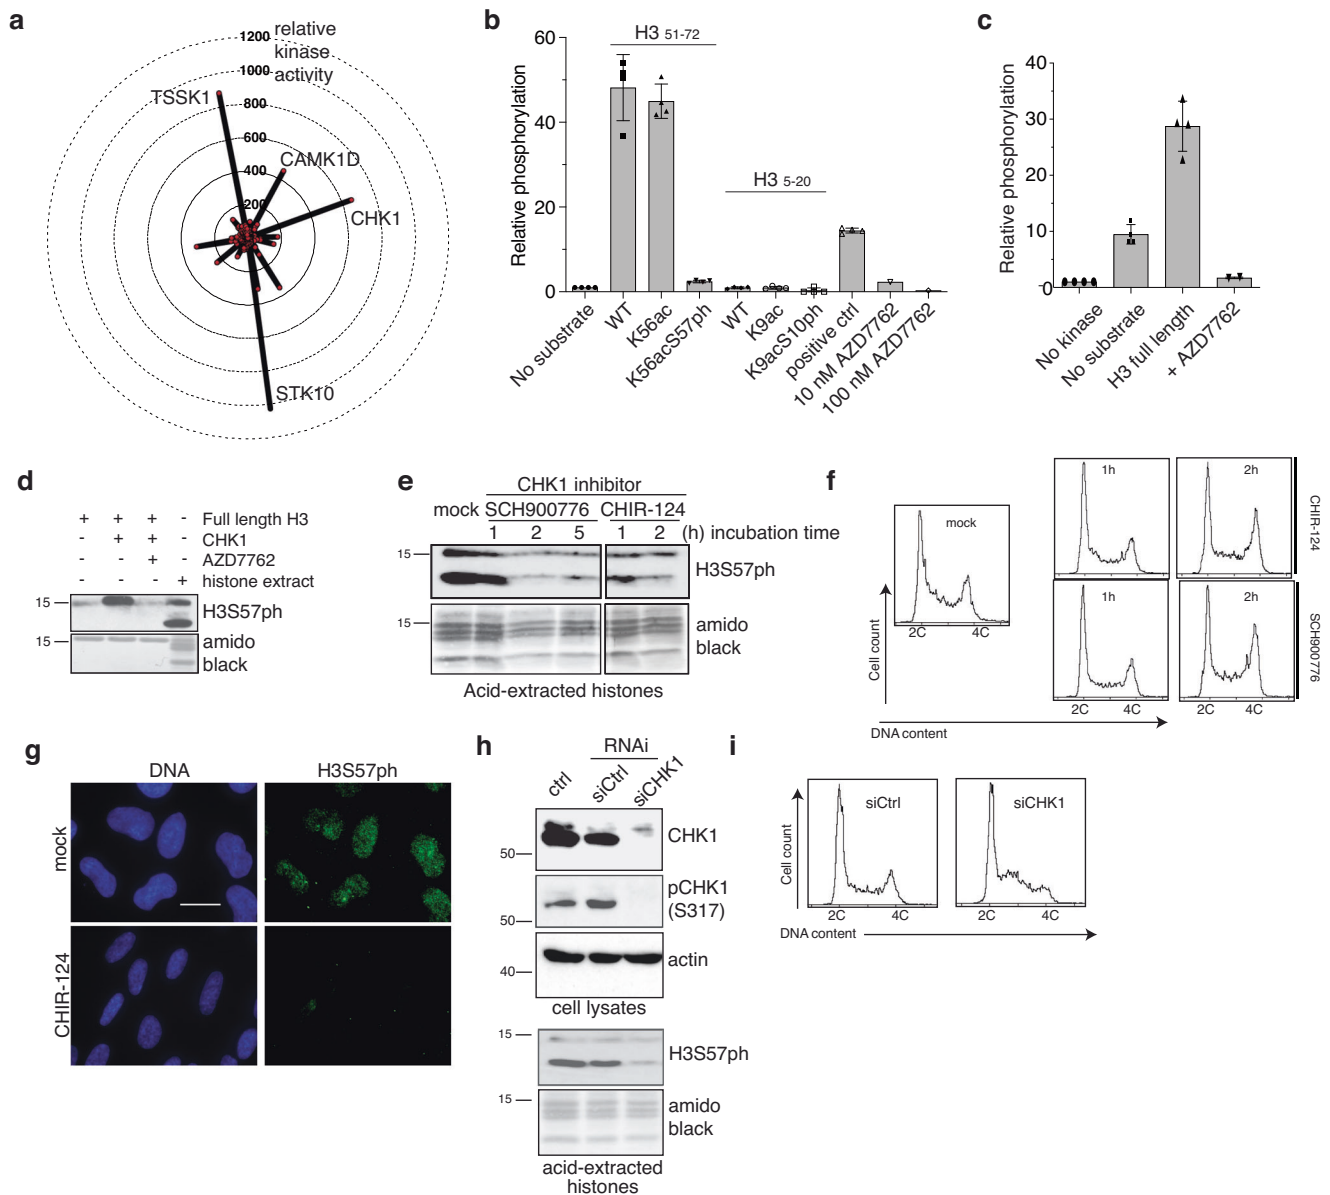 a
1200
relative
kinase
1000
activity
TSSK1
800
600
CAMK1D
400
200
CHK1
STK10
b
H3 51-72
60
40
20
0
Relative phosphorylation
H3 5-20
No substrate
WT
K56ac
K56acS57ph
WT
K9ac
K9acS10ph
positive ctrl
10 nM AZD7762
100 nM AZD7762
c
40
30
20
10
0
Relative phosphorylation
No kinase
No substrate
H3 full length
+ AZD7762
d
+ + + - Full length H3
- + + - CHK1
- - + - AZD7762
- - - + histone extract
15
H3S57ph
15
amido
black
e
CHK1 inhibitor
mock SCH900776 CHIR-124
1 2 5 1 2 (h) incubation time
15
H3S57ph
15
amido
black
Acid-extracted histones
f
mock
2C 4C
Cell count
1h
2h
CHIR-124
1h
2h
SCH900776
2C 4C
2C 4C
DNA content
g
DNA
H3S57ph
mock
CHIR-124
h
RNAi
ctrl
siCtrl
siCHK1
CHK1
50
pCHK1
(S317)
50
actin
40
cell lysates
15
H3S57ph
15
amido
black
acid-extracted
histones
i
siCtrl
siCHK1
Cell count
2C 4C
2C 4C
DNA content